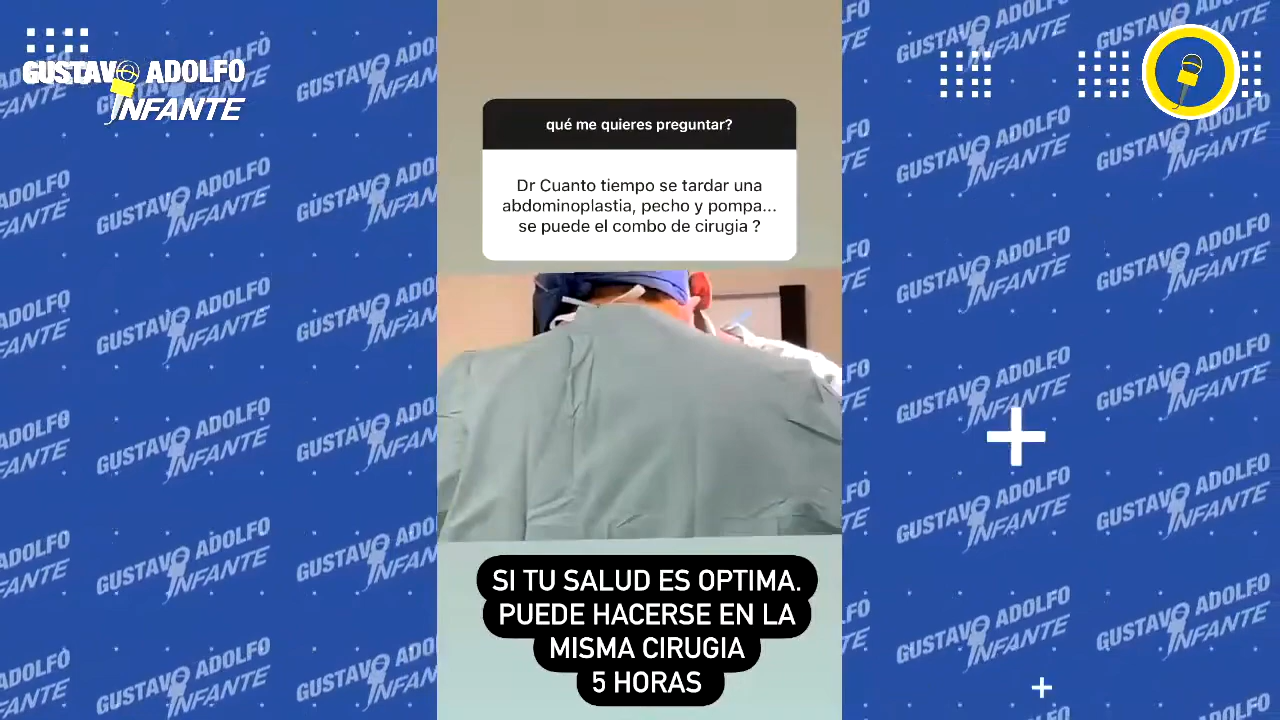 GUSTAVO ADOLFO
INFANTE
qué me quieres preguntar?
Dr Cuanto tiempo se tardar una
abdominoplastia, pecho y pompa...
se puede el combo de cirugia ?
SI TU SALUD ES OPTIMA.
PUEDE HACERSE EN LA
MISMA CIRUGIA
5 HORAS